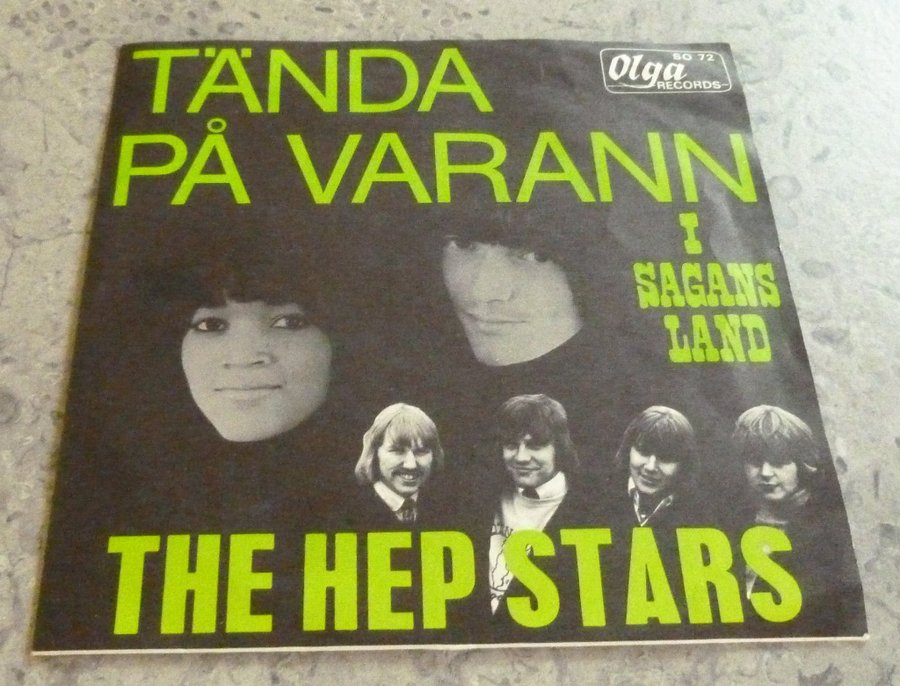 TÄNDA
PÅ VARANN
Olga
SO 72
RECORDS
I
SAGANS
LAND
THE HEP STARS